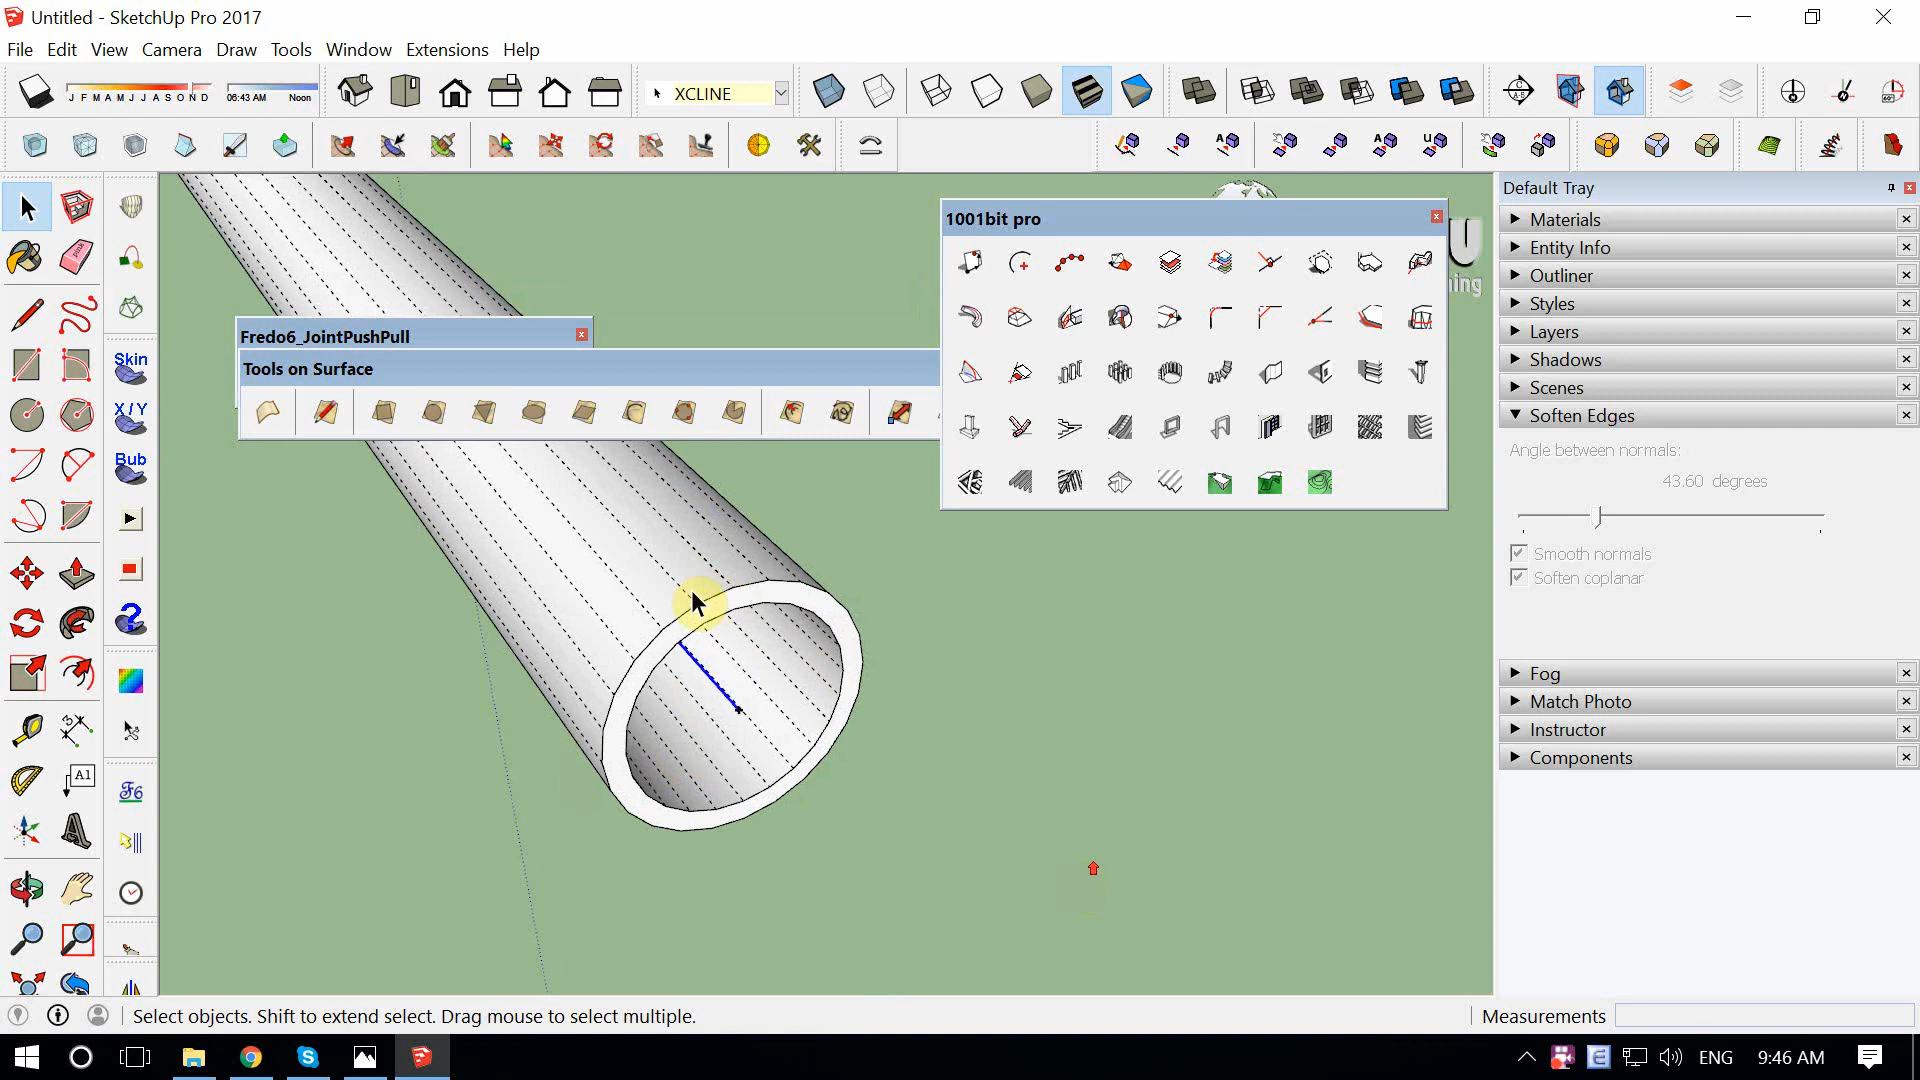 Untitled - SketchUp Pro 2017
File Edit View Camera Draw Tools Window Extensions Help
J F M A M J J A S O N D
06:43 AM Noon
XCLINE
Default Tray
Materials
Entity Info
Outliner
Styles
Layers
Shadows
Scenes
Soften Edges
Angle between normals:
43.60 degrees
Smooth normals
Soften coplanar
Fog
Match Photo
Instructor
Components
1001bit pro
U
ing
Fredo6_JointPushPull
Tools on Surface
Skin
X/Y
Bub
A1
Select objects. Shift to extend select. Drag mouse to select multiple.
Measurements
ENG 9:46 AM